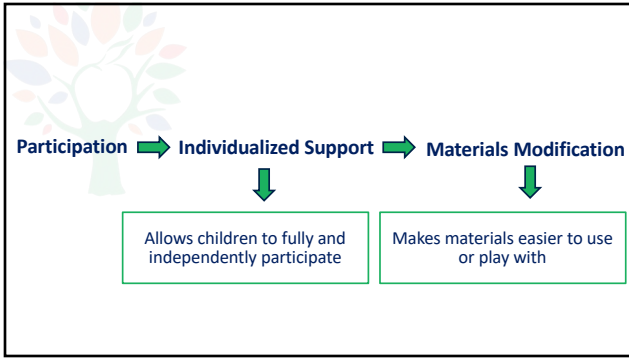 Participation Individualized Support Materials Modification
Allows children to fully and
independently participate
Makes materials easier to use
or play with